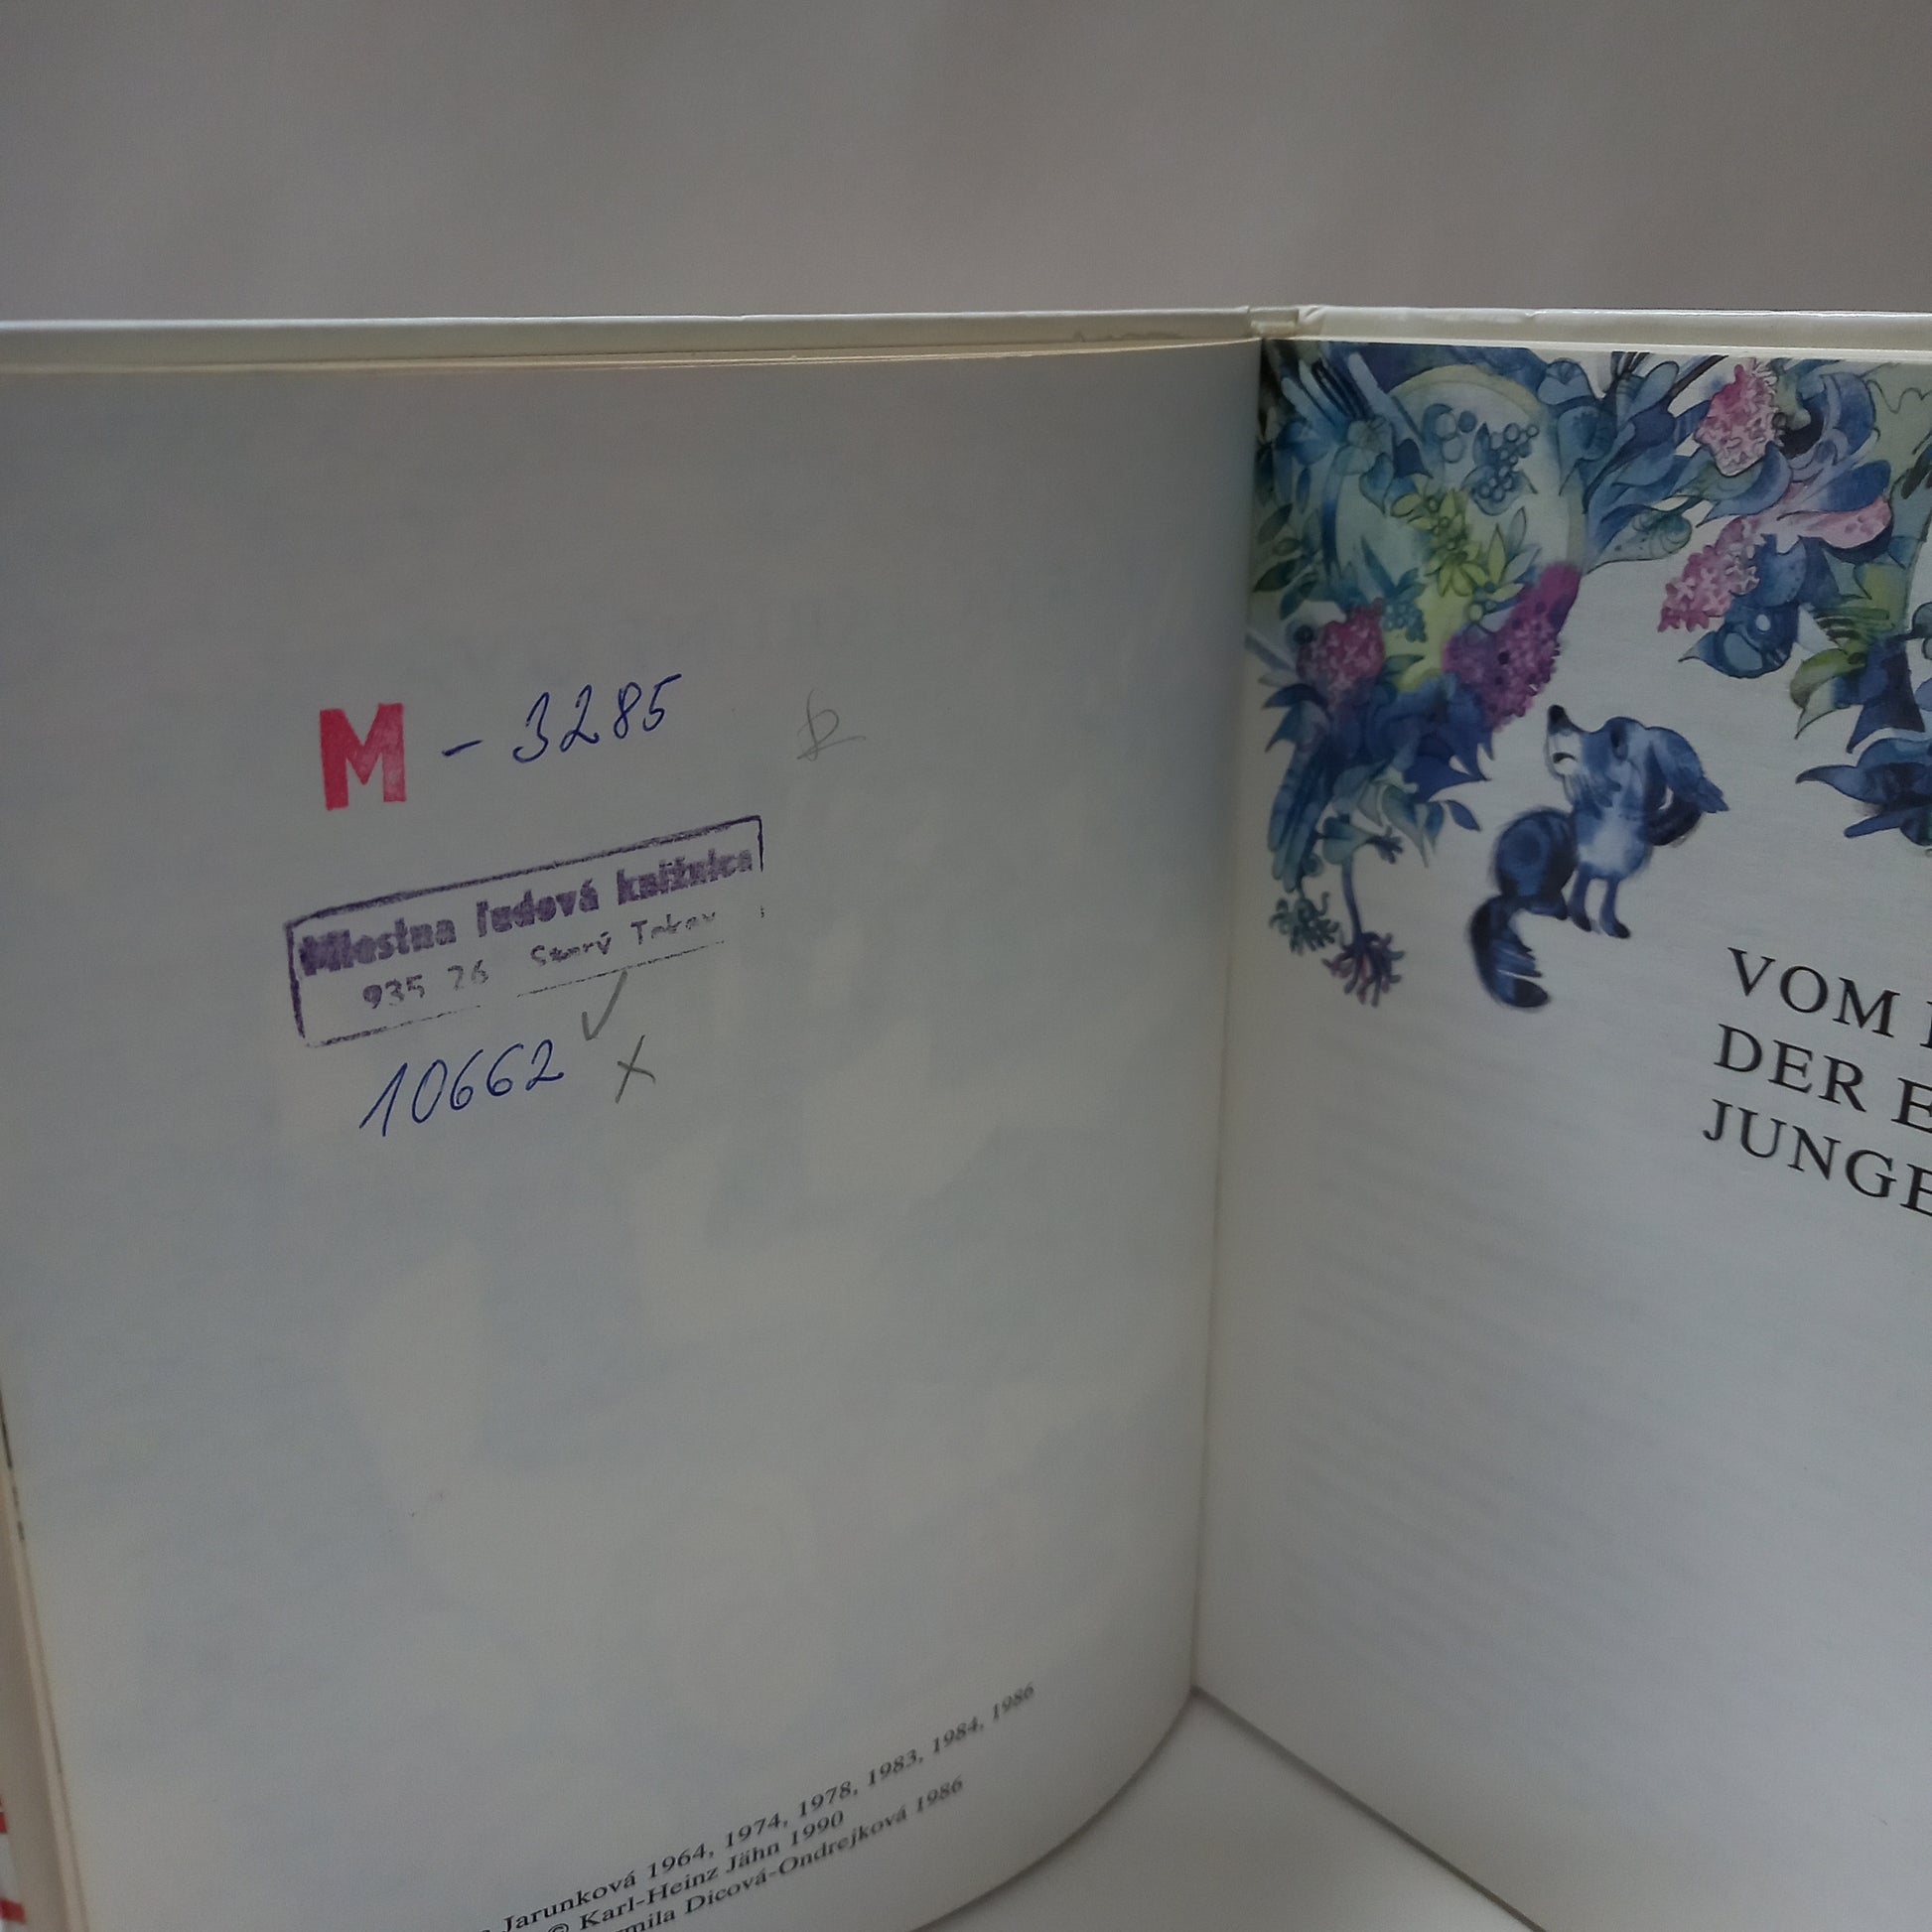 M - 3285
Miestna ľudová knižnica
935 26 Starý Tekov
10662
Jarunková 1964, 1974, 1978, 1983, 1984, 1986
© Karl-Heinz Jähn 1990
mila Dicová-Ondrejková 1986
VOM
DER E
JUNGE